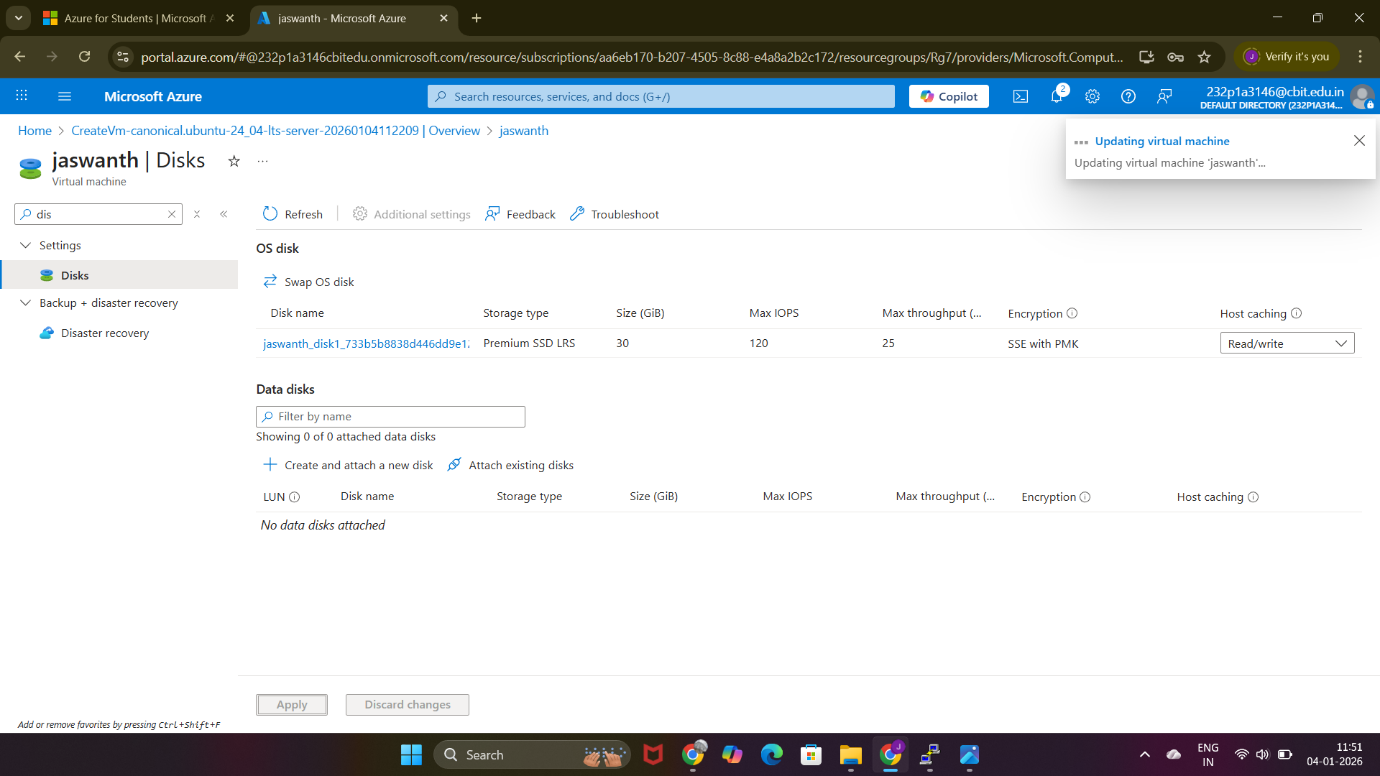 Azure for Students | Microsoft A
jaswanth - Microsoft Azure
portal.azure.com/#@232p1a3146cbitedu.onmicrosoft.com/resource/subscriptions/aa6eb170-b207-4505-8c88-e4a8a2b2c172/resourcegroups/Rg7/providers/Microsoft.Comput...
J Verify it's you
Microsoft Azure
Search resources, services, and docs (G+/)
Copilot
2
232p1a3146@cbit.edu.in
DEFAULT DIRECTORY (232P1A314...
Home > CreateVm-canonical.ubuntu-24_04-lts-server-20260104112209 | Overview > jaswanth
Updating virtual machine
Updating virtual machine 'jaswanth'...
jaswanth | Disks
Virtual machine
dis
Refresh
Additional settings
Feedback
Troubleshoot
Settings
Disks
Backup + disaster recovery
Disaster recovery
OS disk
Swap OS disk
Disk name Storage type Size (GiB) Max IOPS Max throughput (... Encryption Host caching
jaswanth_disk1_733b5b8838d446dd9e1. Premium SSD LRS 30 120 25 SSE with PMK Read/write
Data disks
Filter by name
Showing 0 of 0 attached data disks
Create and attach a new disk Attach existing disks
LUN Disk name Storage type Size (GiB) Max IOPS Max throughput (... Encryption Host caching
No data disks attached
Apply Discard changes
Add or remove favorites by pressing Ctrl+Shift+F
Search
J
ENG
IN
11:51
04-01-2026